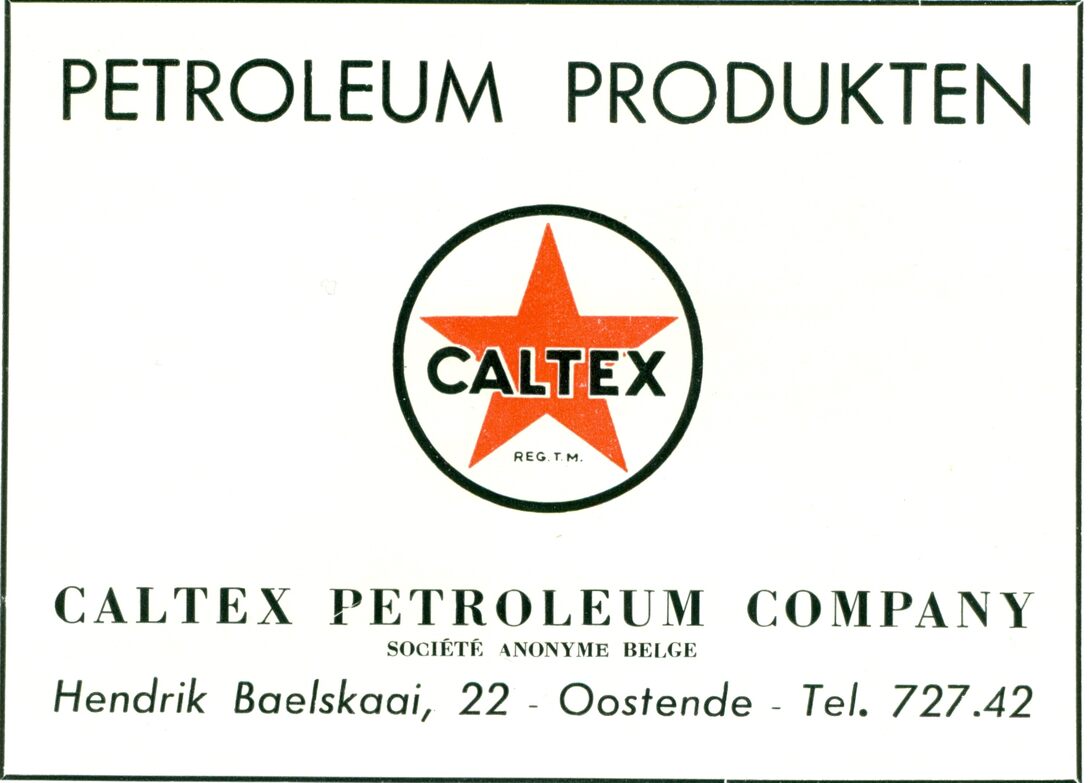 PETROLEUM PRODUKTEN
CALTEX
REG. T. M.
CALTEX PETROLEUM COMPANY
SOCIÉTÉ ANONYME BELGE
Hendrik Baelskaai, 22 - Oostende - Tel. 727.42